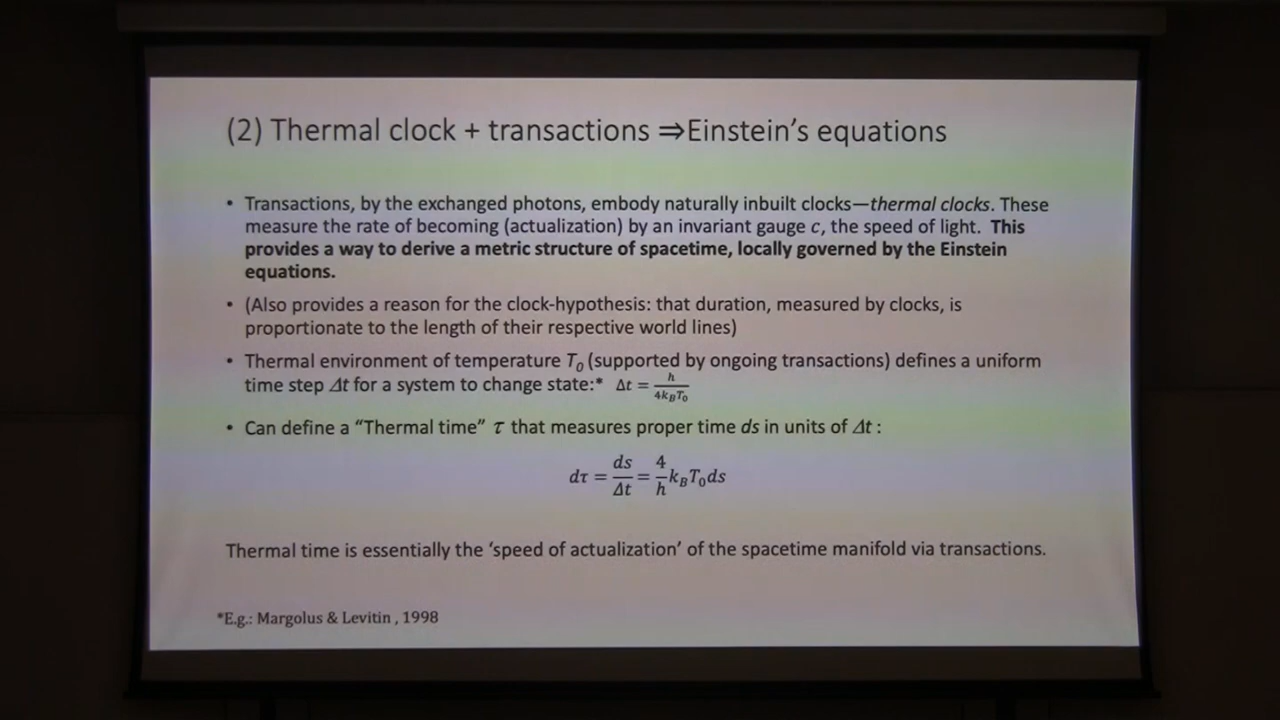 (2) Thermal clock + transactions ⇒Einstein's equations
• Transactions, by the exchanged photons, embody naturally inbuilt clocks—thermal clocks. These
measure the rate of becoming (actualization) by an invariant gauge c, the speed of light. This
provides a way to derive a metric structure of spacetime, locally governed by the Einstein
equations.
• (Also provides a reason for the clock-hypothesis: that duration, measured by clocks, is
proportionate to the length of their respective world lines)
• Thermal environment of temperature T₀ (supported by ongoing transactions) defines a uniform
time step Δt for a system to change state:* Δt = h/4k_BT₀
• Can define a “Thermal time” τ that measures proper time ds in units of Δt :
dτ = ds/Δt = 4/h k_BT₀ds
Thermal time is essentially the ‘speed of actualization’ of the spacetime manifold via transactions.
*E.g.: Margolus & Levitin , 1998